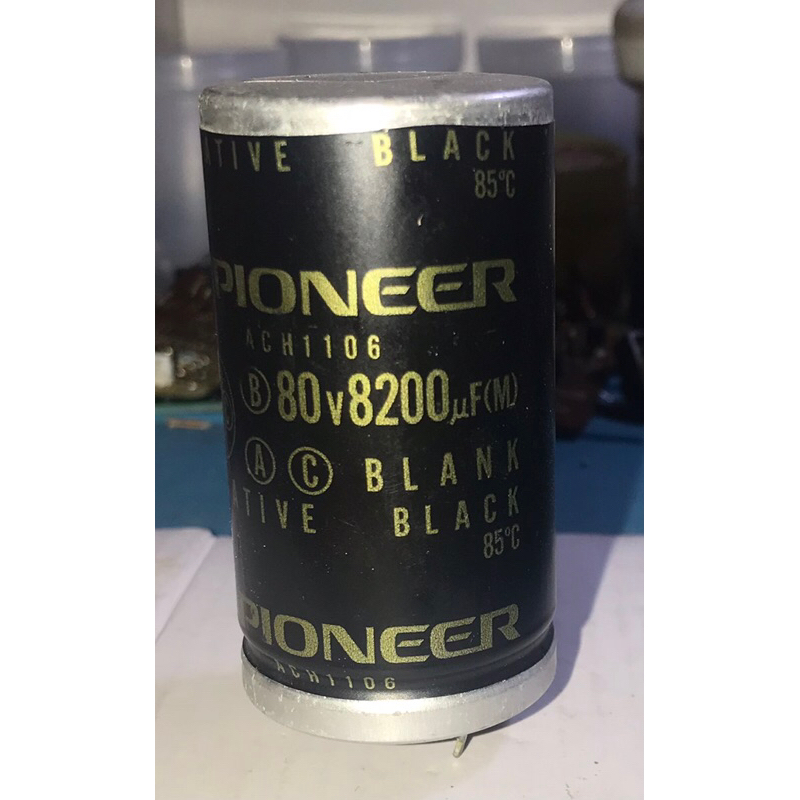 ATIVE BLACK
85℃
PIONEER
ACH1106
Ⓑ 80V8200μF(M)
Ⓐ Ⓒ BLANK
ATIVE BLACK
85℃
PIONEER
ACH1106